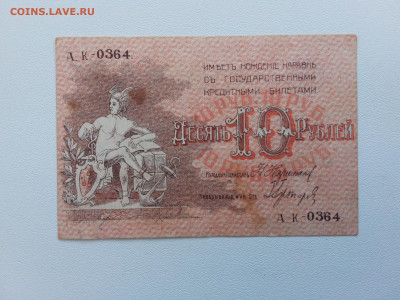 COINS.LAVE.RU
А.К-0364.
ИМѢЕТЪ ХОЖДЕНІЕ НАРАВНѢ
СЪ ГОСУДАРСТВЕННЫМИ
КРЕДИТНЫМИ БИЛЕТАМИ
ДЕСЯТЬ 10 РУБЛЕЙ
А.К-0364